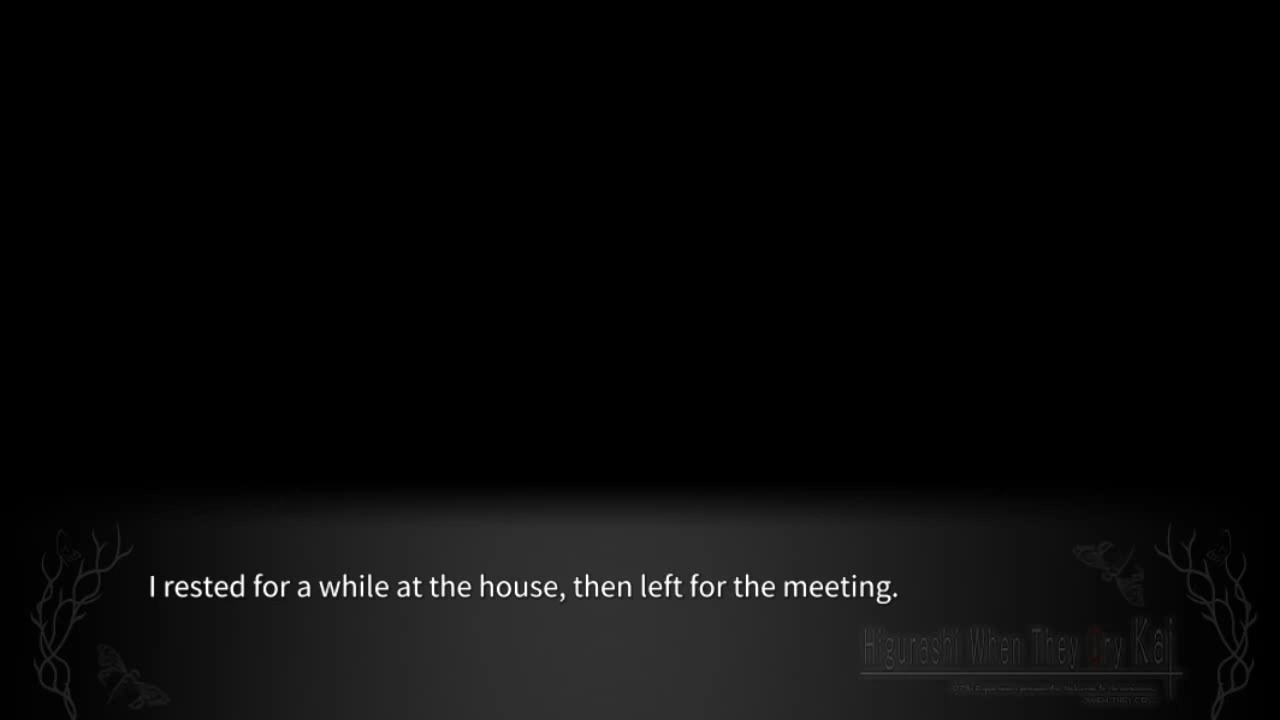 I rested for a while at the house, then left for the meeting.
Higurashi When They Cry Kai